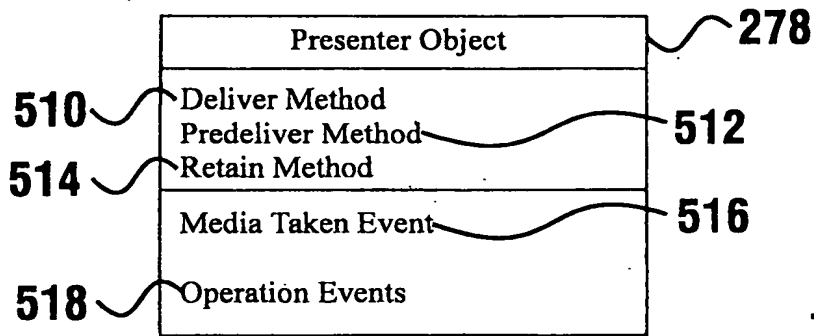 Presenter Object 278
510 Deliver Method
Predeliver Method 512
514 Retain Method
Media Taken Event 516
518 Operation Events